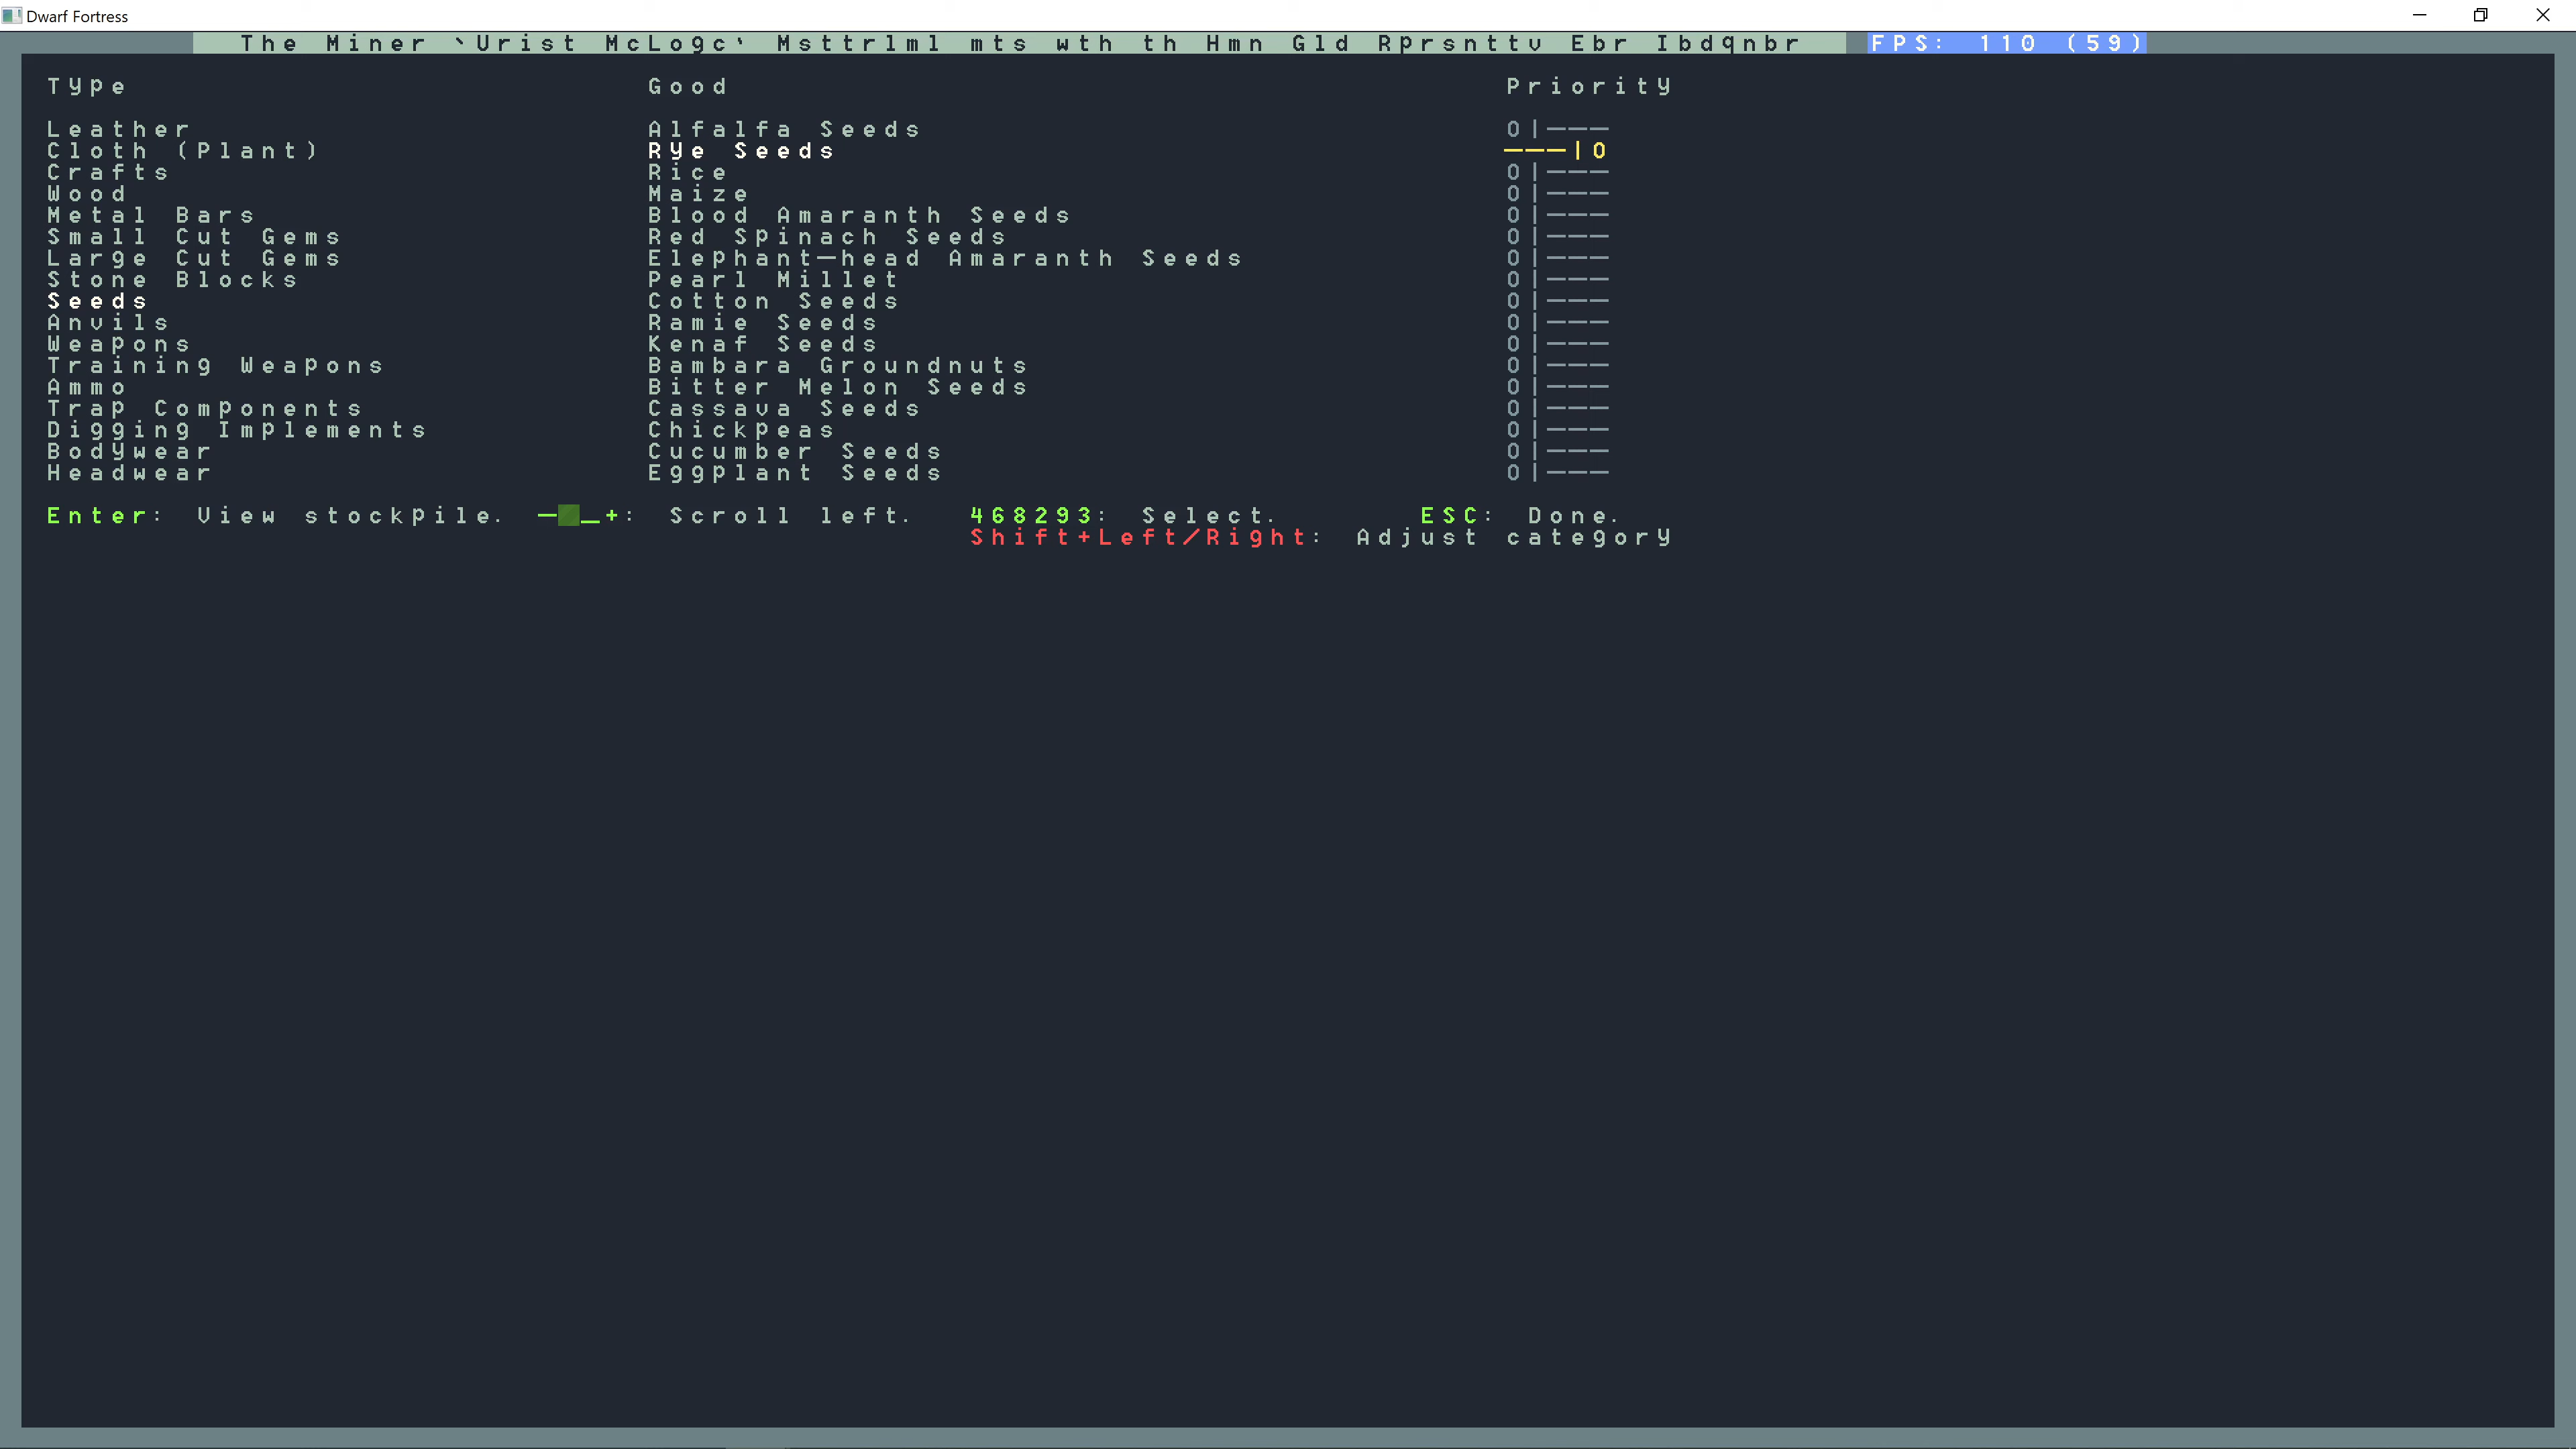 Dwarf Fortress
The Miner `Urist McLogc' Msttrlml mts wth th Hmn Gld Rprsnttv Ebr Ibdqnbr FPS: 110 (59)
Type Good Priority
Leather Alfalfa Seeds 0|———
Cloth (Plant) Rye Seeds ———|0
Crafts Rice 0|———
Wood Maize 0|———
Metal Bars Blood Amaranth Seeds 0|———
Small Cut Gems Red Spinach Seeds 0|———
Large Cut Gems Elephant—head Amaranth Seeds 0|———
Stone Blocks Pearl Millet 0|———
Seeds Cotton Seeds 0|———
Anvils Ramie Seeds 0|———
Weapons Kenaf Seeds 0|———
Training Weapons Bambara Groundnuts 0|———
Ammo Bitter Melon Seeds 0|———
Trap Components Cassava Seeds 0|———
Digging Implements Chickpeas 0|———
Bodywear Cucumber Seeds 0|———
Headwear Eggplant Seeds 0|———
Enter: View stockpile. —█_+: Scroll left. 468293: Select. ESC: Done.
Shift+Left/Right: Adjust category